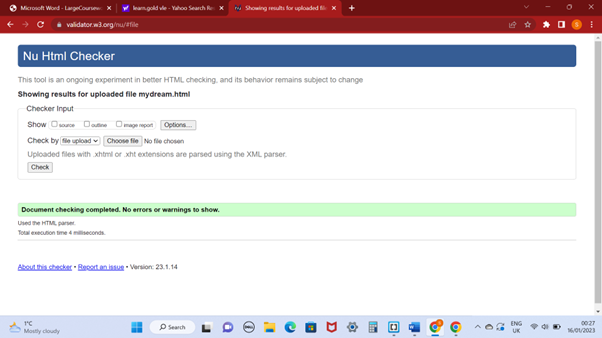 Microsoft Word - LargeCoursewo
learn.gold vle - Yahoo Search Re
Showing results for uploaded file
validator.w3.org/nu/#file
Nu Html Checker
This tool is an ongoing experiment in better HTML checking, and its behavior remains subject to change
Showing results for uploaded file mydream.html
Checker Input
Show source outline image report Options...
Check by file upload Choose file No file chosen
Uploaded files with .xhtml or .xht extensions are parsed using the XML parser.
Check
Document checking completed. No errors or warnings to show.
Used the HTML parser.
Total execution time 4 milliseconds.
About this checker • Report an issue • Version: 23.1.14
1°C
Mostly cloudy
Search
ENG
UK
00:27
16/01/2023